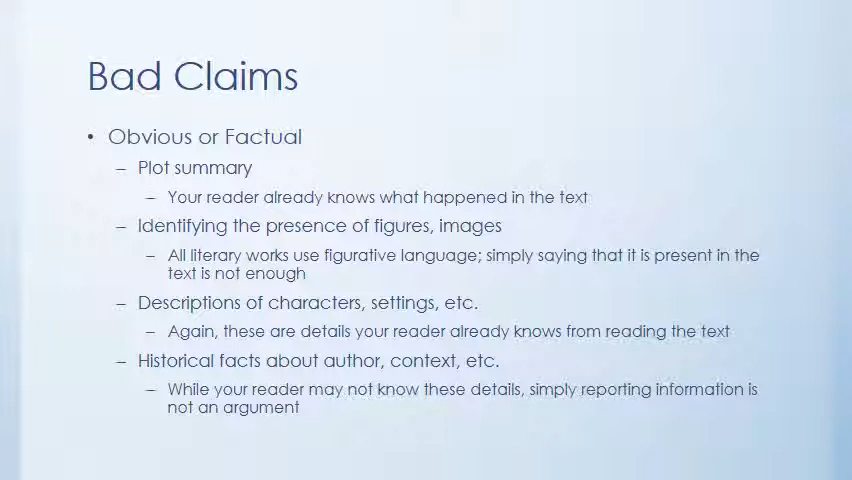 Bad Claims
• Obvious or Factual
– Plot summary
– Your reader already knows what happened in the text
– Identifying the presence of figures, images
– All literary works use figurative language; simply saying that it is present in the
text is not enough
– Descriptions of characters, settings, etc.
– Again, these are details your reader already knows from reading the text
– Historical facts about author, context, etc.
– While your reader may not know these details, simply reporting information is
not an argument